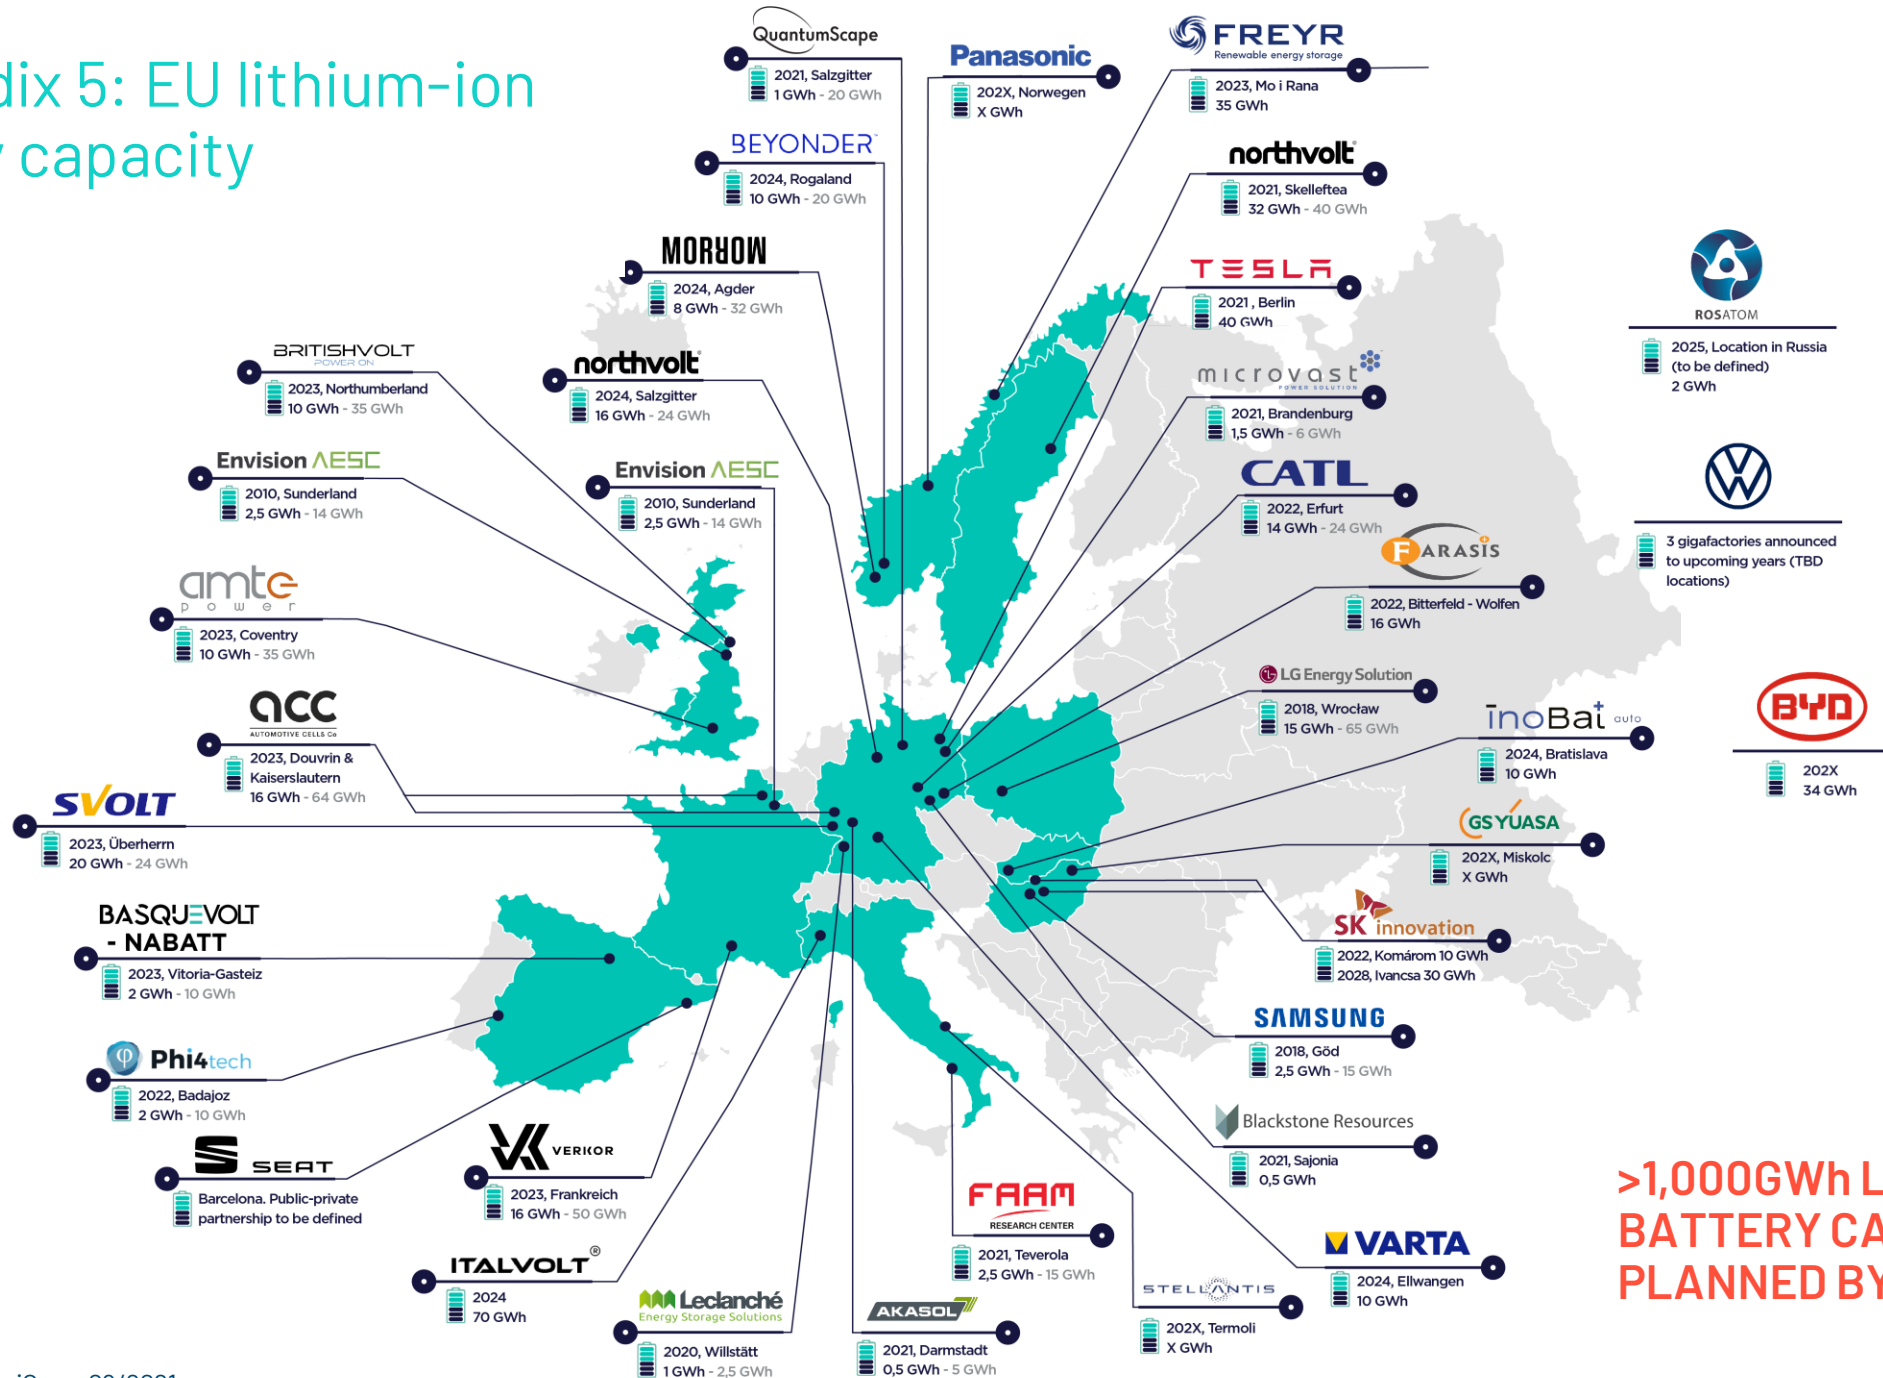 dix 5: EU lithium-ion
y capacity
QuantumScape
2021, Salzgitter
1 GWh - 20 GWh
Panasonic
202X, Norwegen
X GWh
FREYR
Renewable energy storage
2023, Mo i Rana
35 GWh
BEYONDER
2024, Rogaland
10 GWh - 20 GWh
northvolt
2021, Skelleftea
32 GWh - 40 GWh
MORROW
2024, Agder
8 GWh - 32 GWh
TESLA
2021 , Berlin
40 GWh
ROSATOM
2025, Location in Russia
(to be defined)
2 GWh
BRITISHVOLT
POWER ON
2023, Northumberland
10 GWh - 35 GWh
northvolt
2024, Salzgitter
16 GWh - 24 GWh
microvast
POWER SOLUTION
2021, Brandenburg
1,5 GWh - 6 GWh
Envision AESC
2010, Sunderland
2,5 GWh - 14 GWh
Envision AESC
2010, Sunderland
2,5 GWh - 14 GWh
CATL
2022, Erfurt
14 GWh - 24 GWh
VW
3 gigafactories announced
to upcoming years (TBD
locations)
FARASIS
2022, Bitterfeld - Wolfen
16 GWh
amte
power
2023, Coventry
10 GWh - 35 GWh
LG Energy Solution
2018, Wrocław
15 GWh - 65 GWh
acc
AUTOMOTIVE CELLS Co
2023, Douvrin &
Kaiserslautern
16 GWh - 64 GWh
inoBat auto
2024, Bratislava
10 GWh
BYD
202X
34 GWh
SVOLT
2023, Überherrn
20 GWh - 24 GWh
GS YUASA
202X, Miskolc
X GWh
BASQUEVOLT
- NABATT
2023, Vitoria-Gasteiz
2 GWh - 10 GWh
SK innovation
2022, Komárom 10 GWh
2028, Ivancsa 30 GWh
SAMSUNG
2018, Göd
2,5 GWh - 15 GWh
φ Phi4tech
2022, Badajoz
2 GWh - 10 GWh
Blackstone Resources
2021, Sajonia
0,5 GWh
SEAT
Barcelona. Public-private
partnership to be defined
VERKOR
2023, Frankreich
16 GWh - 50 GWh
FAAM
RESEARCH CENTER
2021, Teverola
2,5 GWh - 15 GWh
>1,000GWh L
BATTERY CA
PLANNED BY
VARTA
2024, Ellwangen
10 GWh
ITALVOLT®
2024
70 GWh
STELLANTIS
202X, Termoli
X GWh
Leclanché
Energy Storage Solutions
2020, Willstätt
1 GWh - 2,5 GWh
AKASOL
2021, Darmstadt
0,5 GWh - 5 GWh